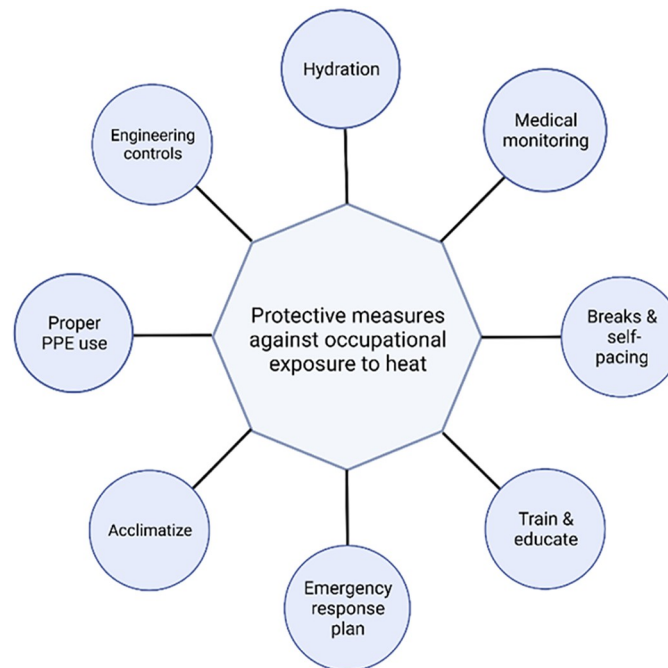 Hydration
Medical
monitoring
Breaks &
self-
pacing
Train &
educate
Emergency
response
plan
Acclimatize
Proper
PPE use
Engineering
controls
Protective measures
against occupational
exposure to heat